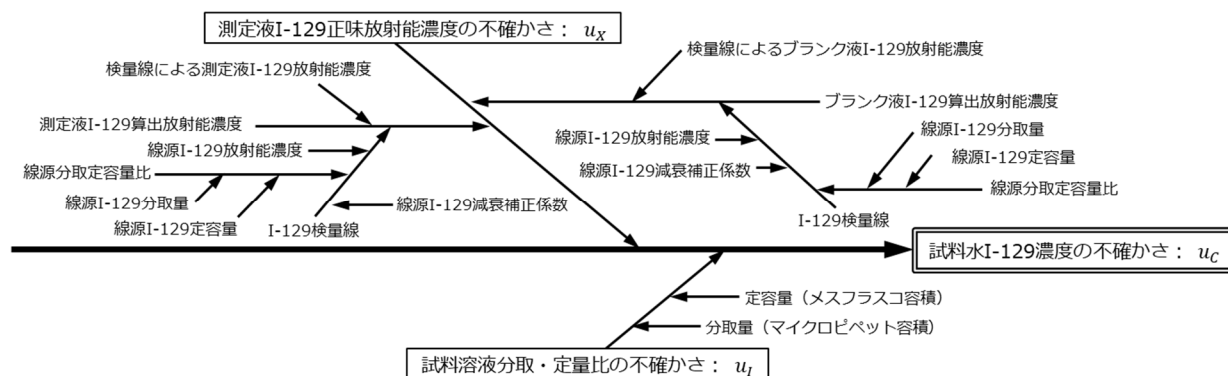 測定液I-129正味放射能濃度の不確かさ： u_X
検量線による測定液I-129放射能濃度
測定液I-129算出放射能濃度
線源I-129放射能濃度
線源分取定容量比
線源I-129分取量
線源I-129定容量
I-129検量線
線源I-129減衰補正係数
検量線によるブランク液I-129放射能濃度
ブランク液I-129算出放射能濃度
線源I-129放射能濃度
線源I-129減衰補正係数
線源I-129分取量
線源I-129定容量
線源分取定容量比
I-129検量線
試料水I-129濃度の不確かさ： u_C
定容量（メスフラスコ容積）
分取量（マイクロピペット容積）
試料溶液分取・定量比の不確かさ： u_I